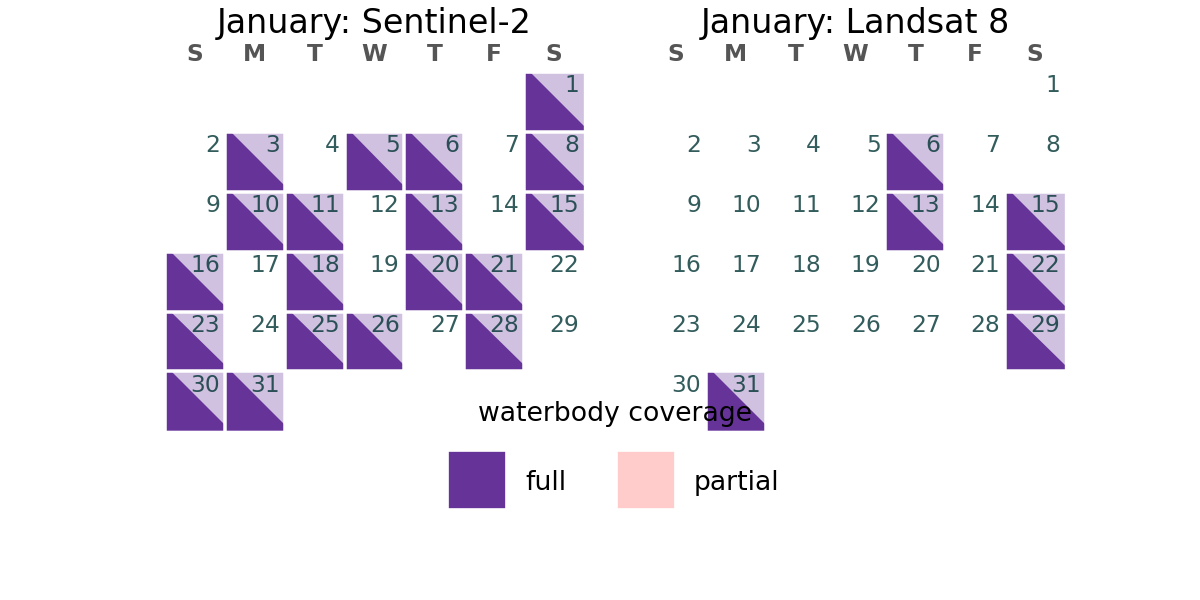 January: Sentinel-2
S M T W T F S
1
2 3 4 5 6 7 8
9 10 11 12 13 14 15
16 17 18 19 20 21 22
23 24 25 26 27 28 29
30 31
January: Landsat 8
S M T W T F S
1
2 3 4 5 6 7 8
9 10 11 12 13 14 15
16 17 18 19 20 21 22
23 24 25 26 27 28 29
30 31
waterbody coverage
full partial